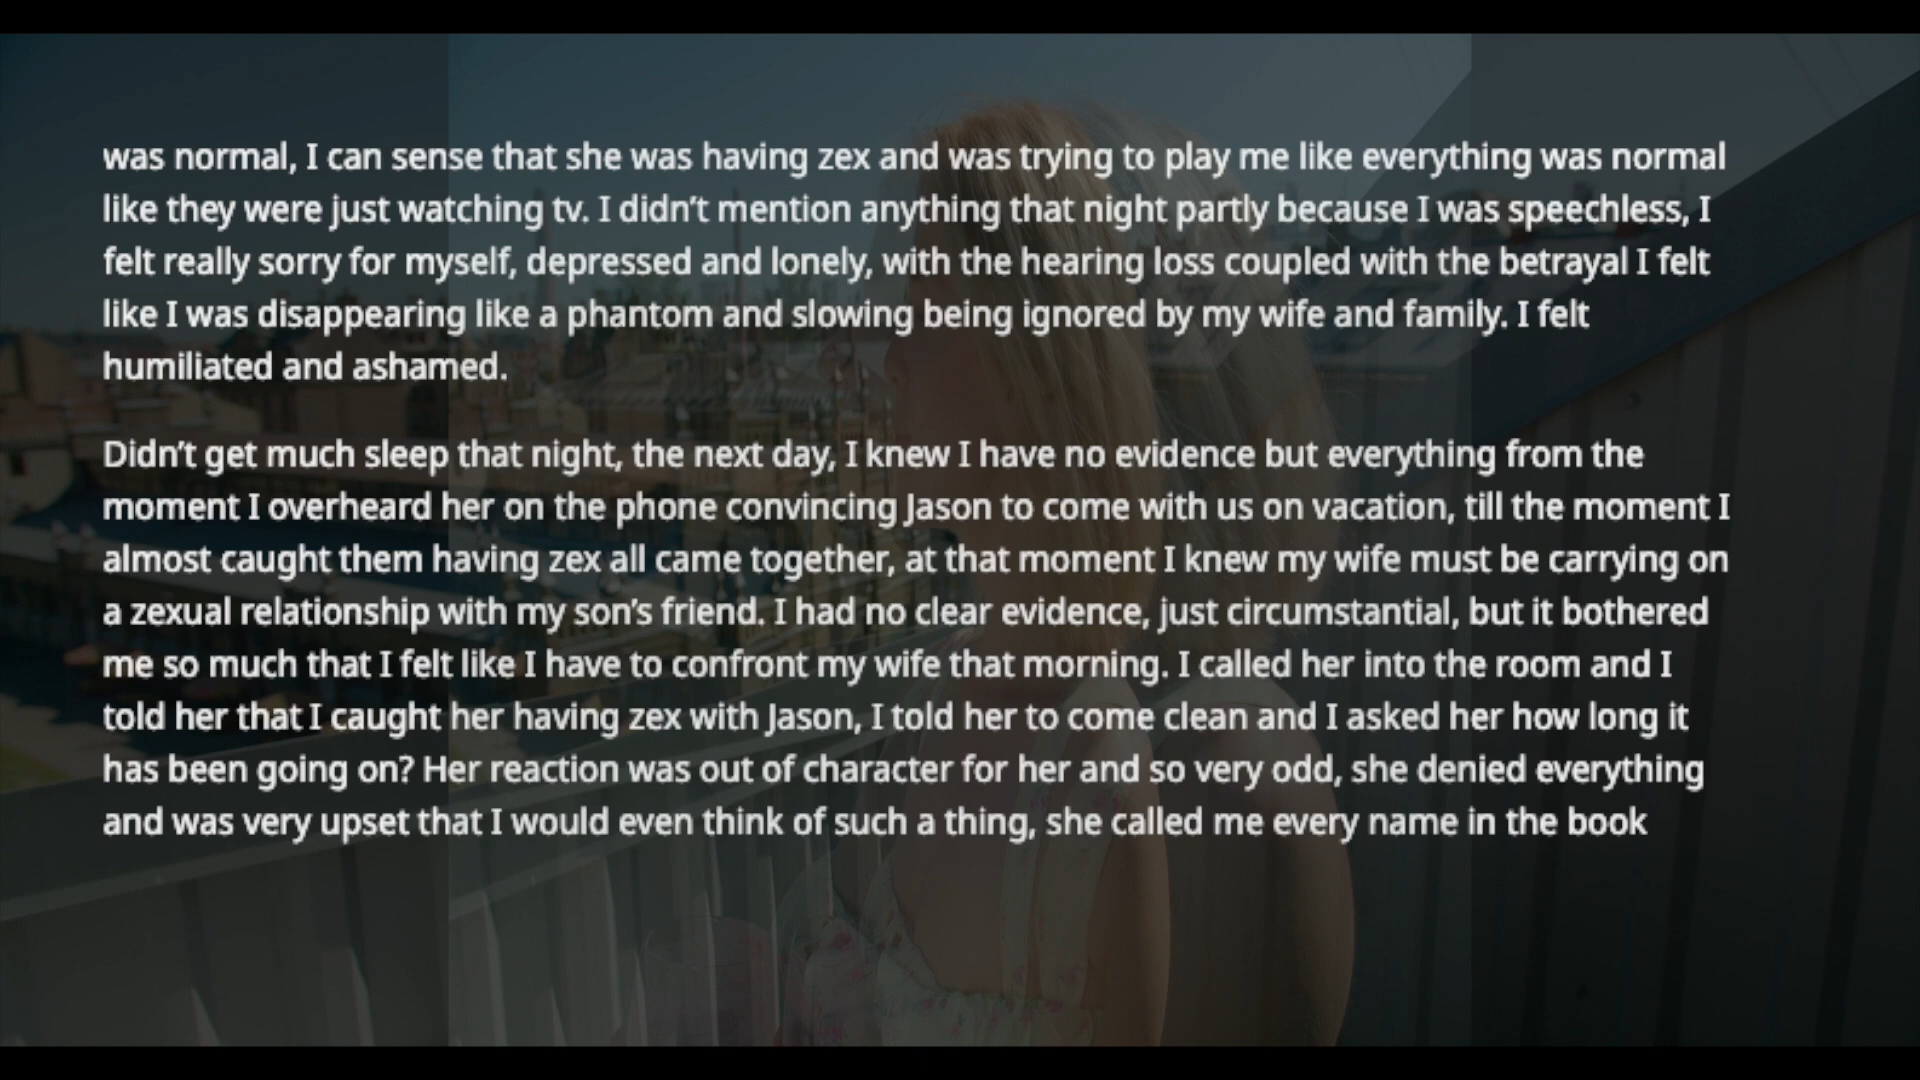 was normal, I can sense that she was having zex and was trying to play me like everything was normal
like they were just watching tv. I didn’t mention anything that night partly because I was speechless, I
felt really sorry for myself, depressed and lonely, with the hearing loss coupled with the betrayal I felt
like I was disappearing like a phantom and slowing being ignored by my wife and family. I felt
humiliated and ashamed.
Didn’t get much sleep that night, the next day, I knew I have no evidence but everything from the
moment I overheard her on the phone convincing Jason to come with us on vacation, till the moment I
almost caught them having zex all came together, at that moment I knew my wife must be carrying on
a zexual relationship with my son’s friend. I had no clear evidence, just circumstantial, but it bothered
me so much that I felt like I have to confront my wife that morning. I called her into the room and I
told her that I caught her having zex with Jason, I told her to come clean and I asked her how long it
has been going on? Her reaction was out of character for her and so very odd, she denied everything
and was very upset that I would even think of such a thing, she called me every name in the book